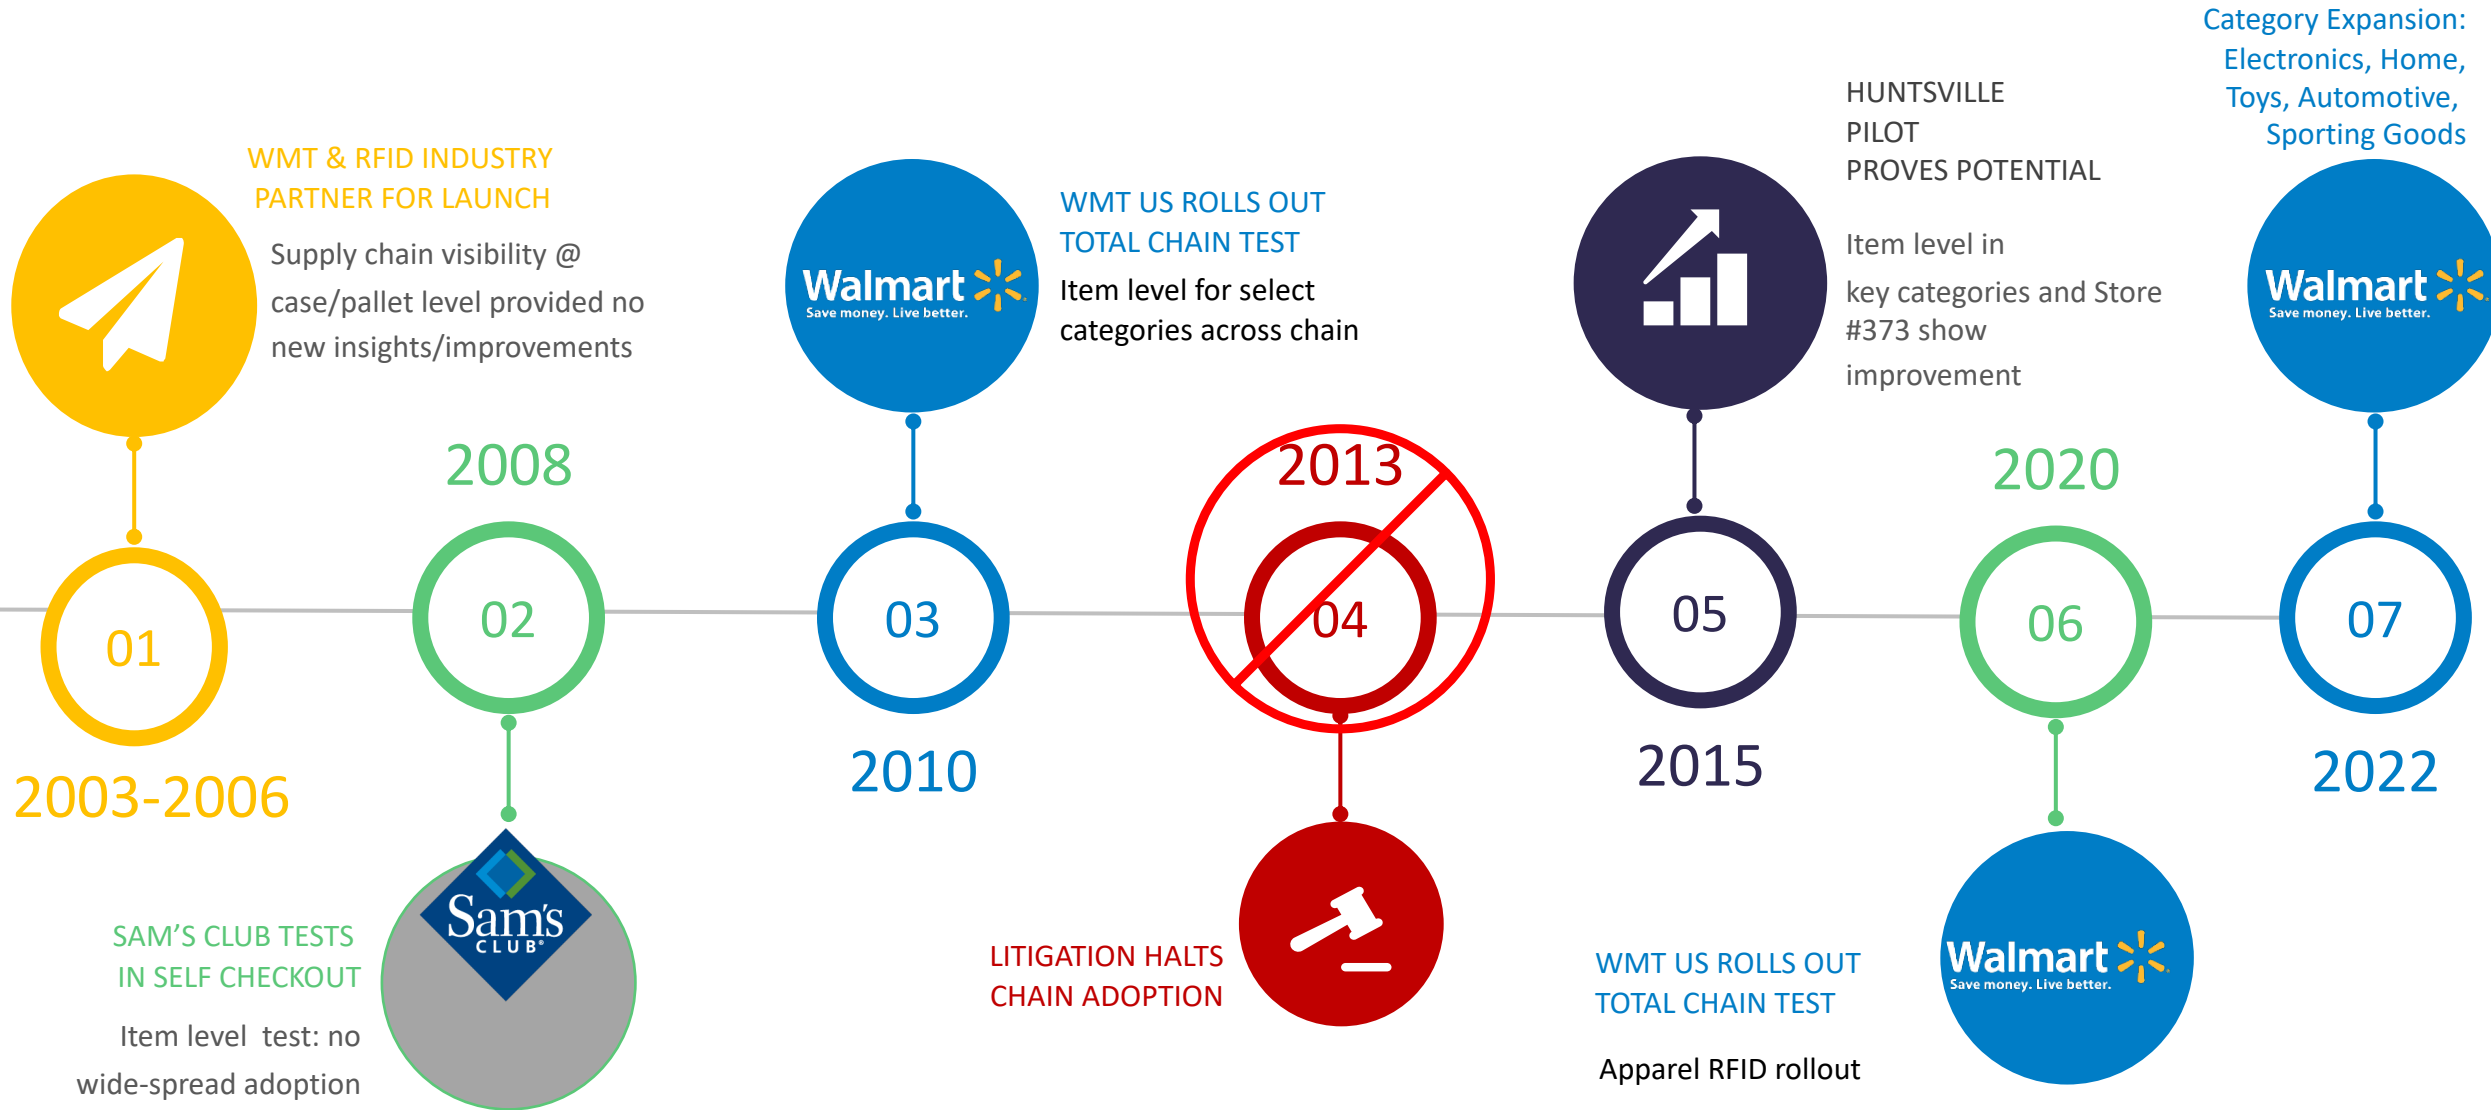 WMT & RFID INDUSTRY
PARTNER FOR LAUNCH
Supply chain visibility @
case/pallet level provided no
new insights/improvements
01
2003-2006
2008
02
Sam's
CLUB®
SAM'S CLUB TESTS
IN SELF CHECKOUT
Item level test: no
wide-spread adoption
Walmart
Save money. Live better.
WMT US ROLLS OUT
TOTAL CHAIN TEST
Item level for select
categories across chain
03
2010
2013
04
LITIGATION HALTS
CHAIN ADOPTION
HUNTSVILLE
PILOT
PROVES POTENTIAL
Item level in
key categories and Store
#373 show
improvement
05
2015
2020
06
WMT US ROLLS OUT
TOTAL CHAIN TEST
Apparel RFID rollout
Walmart
Save money. Live better.
Category Expansion:
Electronics, Home,
Toys, Automotive,
Sporting Goods
Walmart
Save money. Live better.
07
2022